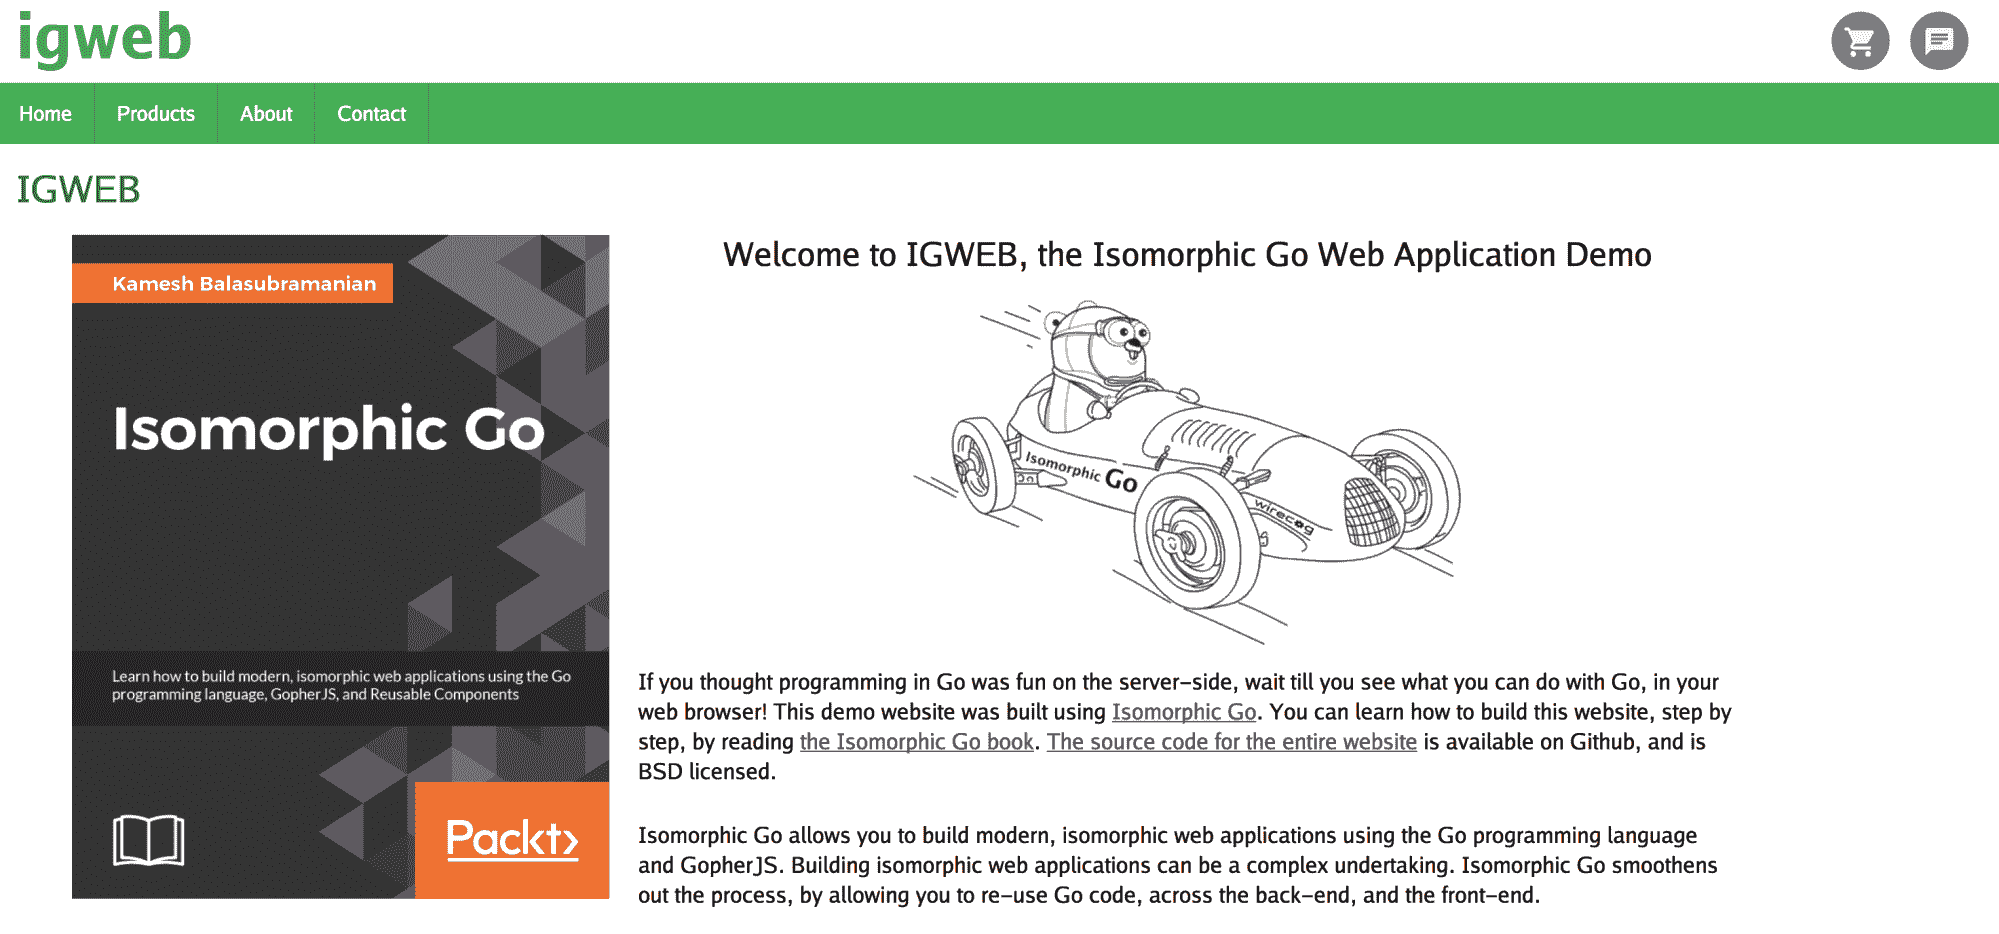 igweb
Home Products About Contact
IGWEB
Kamesh Balasubramanian
Isomorphic Go
Learn how to build modern, isomorphic web applications using the Go
programming language, GopherJS, and Reusable Components
Packt>
Welcome to IGWEB, the Isomorphic Go Web Application Demo
Isomorphic Go
wirecog
If you thought programming in Go was fun on the server-side, wait till you see what you can do with Go, in your
web browser! This demo website was built using Isomorphic Go. You can learn how to build this website, step by
step, by reading the Isomorphic Go book. The source code for the entire website is available on Github, and is
BSD licensed.
Isomorphic Go allows you to build modern, isomorphic web applications using the Go programming language
and GopherJS. Building isomorphic web applications can be a complex undertaking. Isomorphic Go smoothens
out the process, by allowing you to re-use Go code, across the back-end, and the front-end.